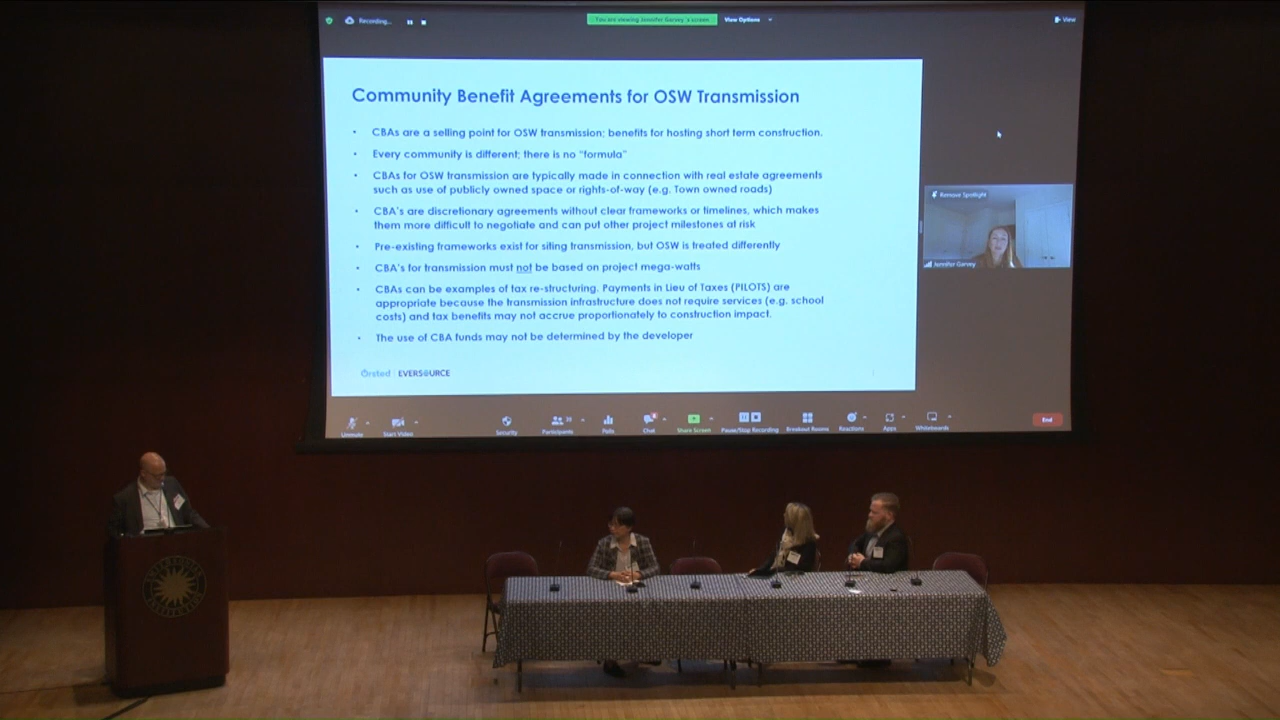 Recording...
You are viewing Jennifer Garvey's screen
View Options
View
Community Benefit Agreements for OSW Transmission
• CBAs are a selling point for OSW transmission; benefits for hosting short term construction.
• Every community is different; there is no "formula"
• CBAs for OSW transmission are typically made in connection with real estate agreements
such as use of publicly owned space or rights-of-way (e.g. Town owned roads)
• CBA's are discretionary agreements without clear frameworks or timelines, which makes
them more difficult to negotiate and can put other project milestones at risk
• Pre-existing frameworks exist for siting transmission, but OSW is treated differently
• CBA's for transmission must not be based on project mega-watts
• CBAs can be examples of tax re-structuring. Payments in Lieu of Taxes (PILOTS) are
appropriate because the transmission infrastructure does not require services (e.g. school
costs) and tax benefits may not accrue proportionately to construction impact.
• The use of CBA funds may not be determined by the developer
Ørsted EVERSOURCE
Remove Spotlight
Jennifer Garvey
Unmute
Start Video
Security
Participants
Polls
Chat
Share Screen
Pause/Stop Recording
Breakout Rooms
Reactions
Apps
Whiteboards
End